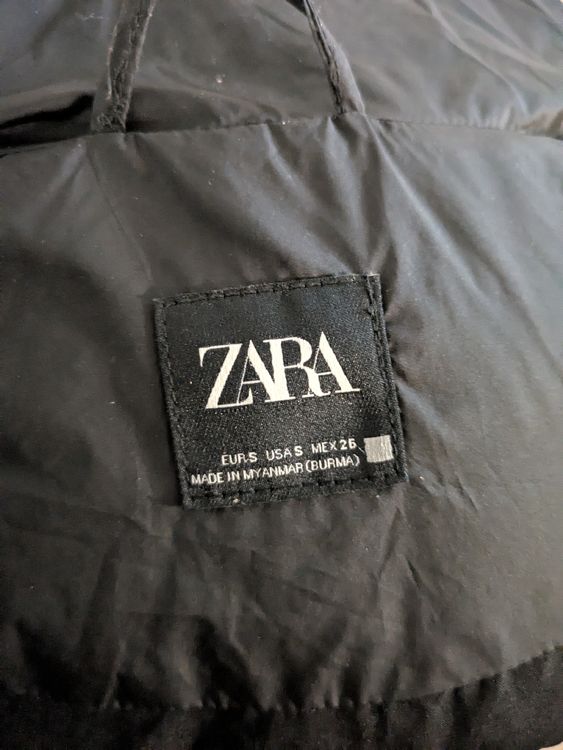 ZARA
EUR S USA S MEX 26
MADE IN MYANMAR (BURMA)